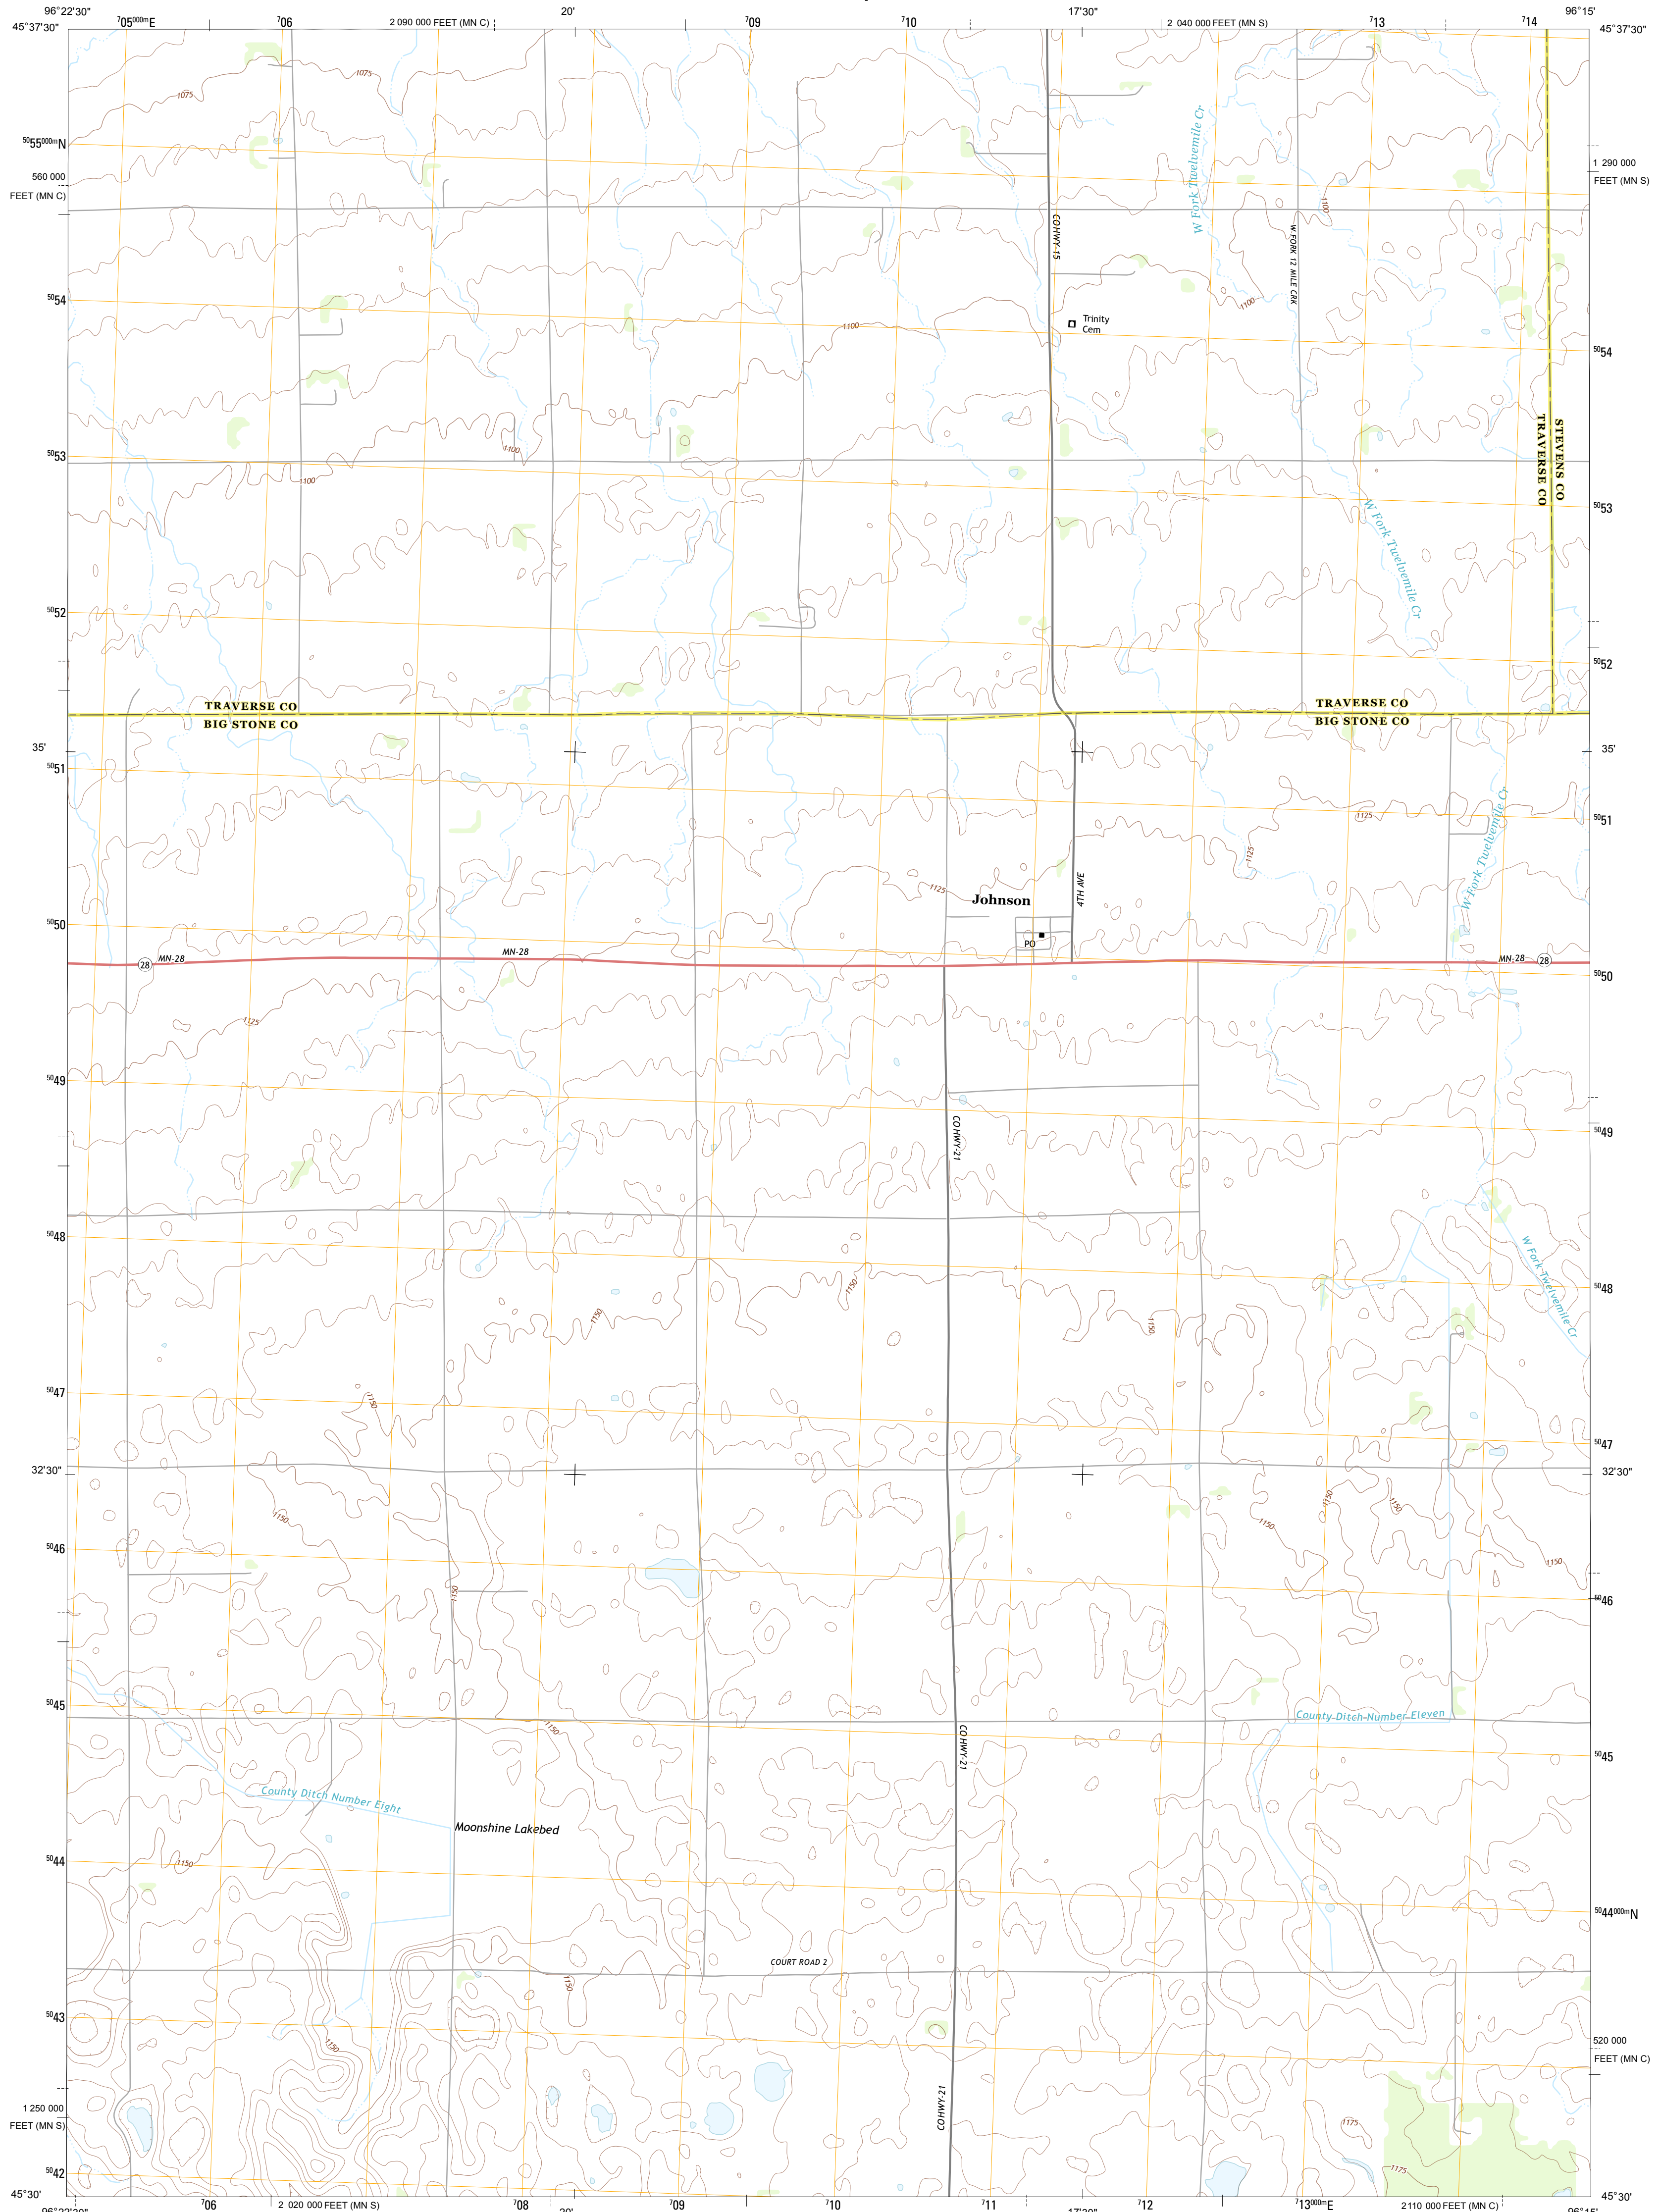 96°22'30"
705000mE
706
2 090 000 FEET (MN C)
20'
709
710
17'30"
2 040 000 FEET (MN S)
713
714
96°15'
45°37'30"
45°37'30"
1075
1075
5055000mN
560 000
FEET (MN C)
1 290 000
FEET (MN S)
W Fork Twelvemile Cr
1100
COHWY-15
W FORK 12 MILE CRK
5054
1100
1100
Trinity
Cem
5054
STEVENS CO
TRAVERSE CO
5053
1100
1100
5053
W Fork Twelvemile Cr
5052
5052
TRAVERSE CO
BIG STONE CO
TRAVERSE CO
BIG STONE CO
35'
35'
5051
5051
1125
1125
W Fork Twelvemile Cr
1125
4TH AVE
Johnson
5050
PO
28
MN-28
MN-28
MN-28
28
5050
1125
5049
COHWY-21
5049
5048
W Fork Twelvemile Cr
5048
1150
1150
1150
5047
1150
5047
32'30"
32'30"
1150
1150
1150
1150
5046
1150
1150
5046
5045
County Ditch Number Eleven
1150
COHWY-21
5045
County Ditch Number Eight
Moonshine Lakebed
5044
1150
5044000mN
COURT ROAD 2
1150
5043
1150
520 000
FEET (MN C)
COHWY-21
1 250 000
FEET (MN S)
1175
5042
1175
45°30'
45°30'
706
2 020 000 FEET (MN S)
708
709
710
711
712
713000mE
2110 000 FEET (MN C)